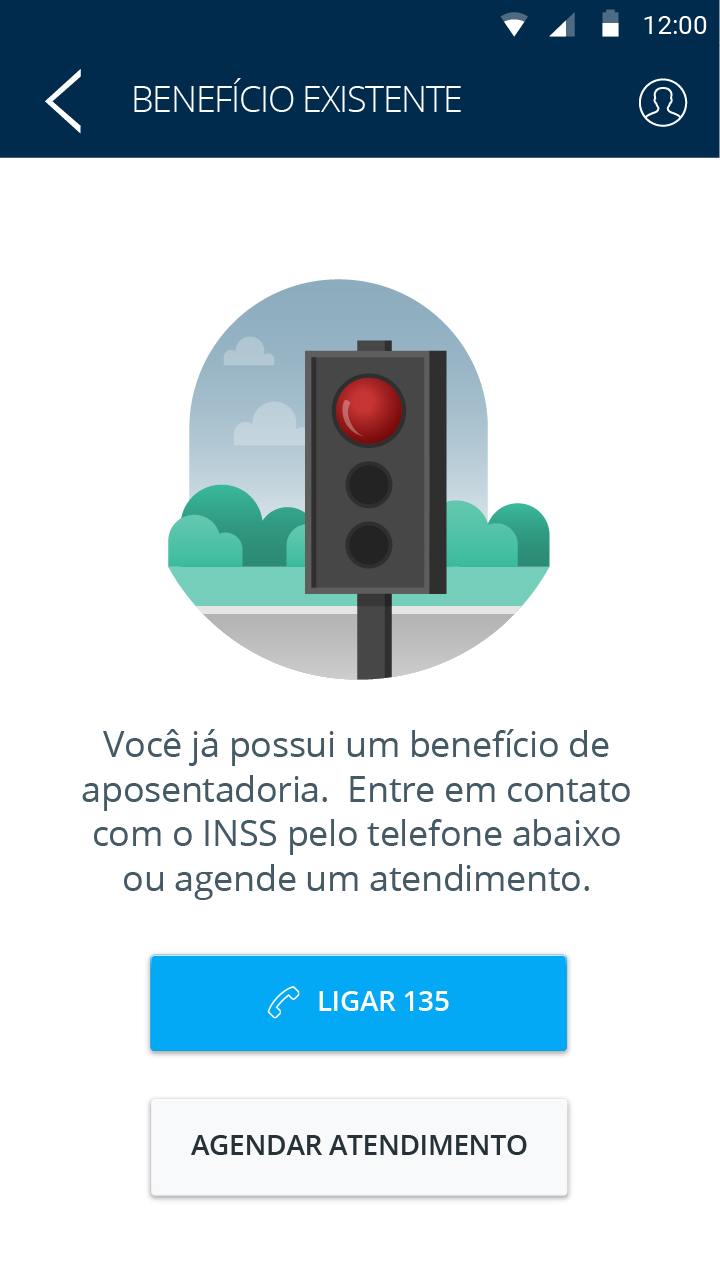 12:00
BENEFÍCIO EXISTENTE
Você já possui um benefício de
aposentadoria. Entre em contato
com o INSS pelo telefone abaixo
ou agende um atendimento.
LIGAR 135
AGENDAR ATENDIMENTO